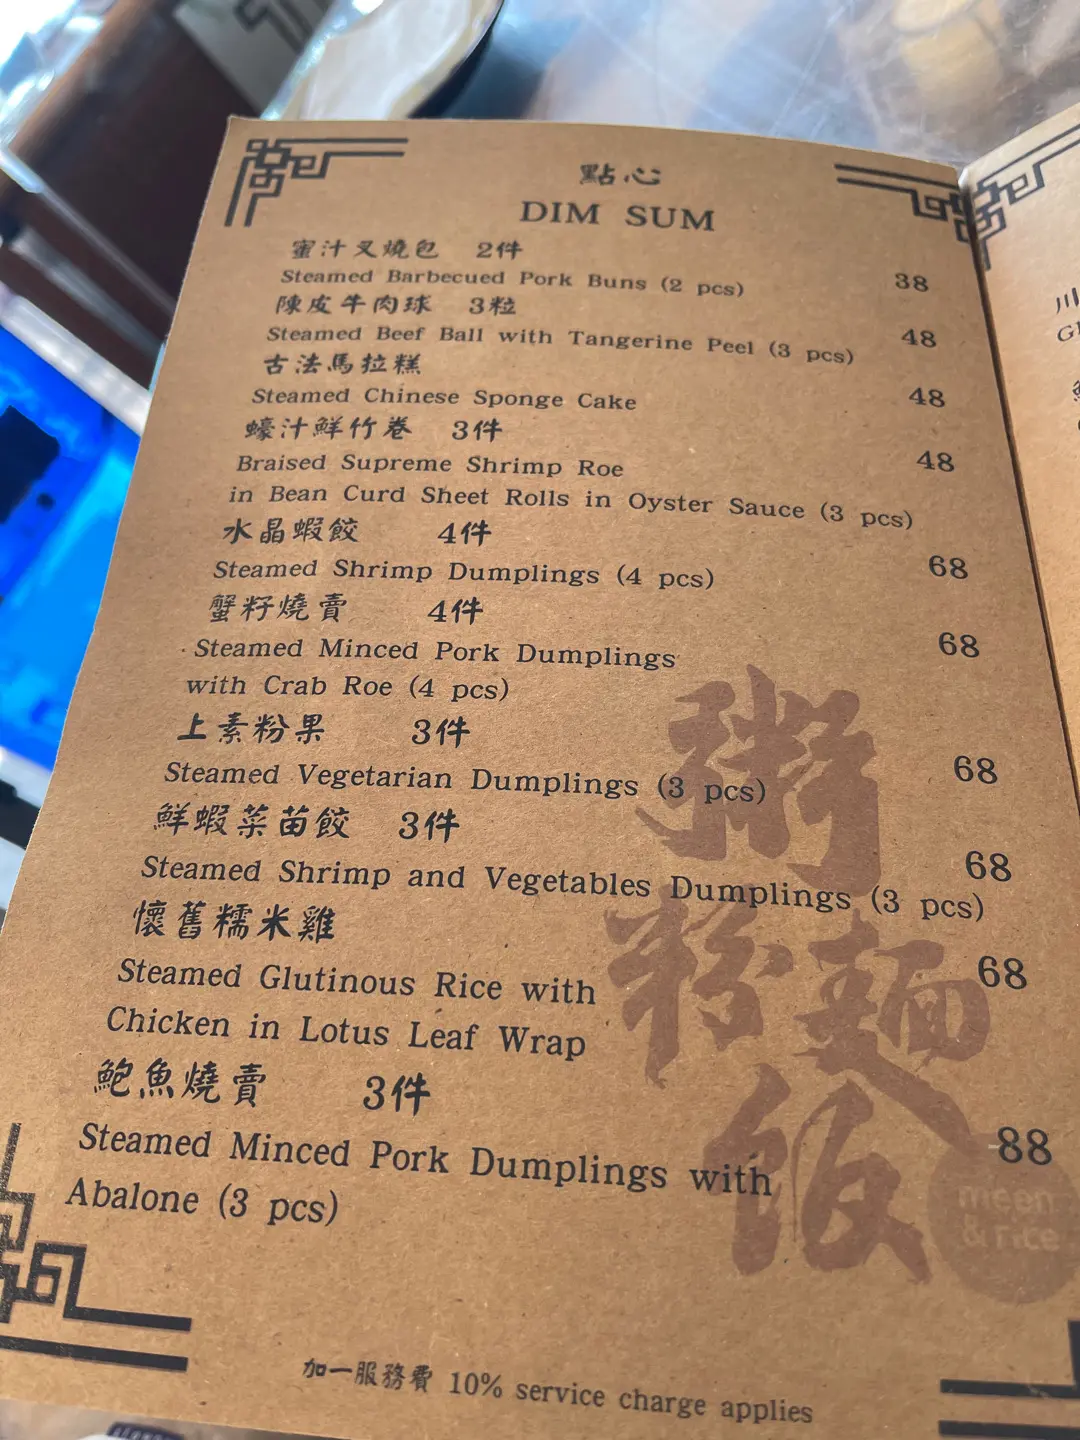 點心
DIM SUM
蜜汁叉燒包 2件
Steamed Barbecued Pork Buns (2 pcs) 38
陳皮牛肉球 3粒
Steamed Beef Ball with Tangerine Peel (3 pcs) 48
古法馬拉糕
Steamed Chinese Sponge Cake 48
蠔汁鮮竹卷 3件
Braised Supreme Shrimp Roe 48
in Bean Curd Sheet Rolls in Oyster Sauce (3 pcs)
水晶蝦餃 4件
Steamed Shrimp Dumplings (4 pcs) 68
蟹籽燒賣 4件
Steamed Minced Pork Dumplings 68
with Crab Roe (4 pcs)
上素粉果 3件
Steamed Vegetarian Dumplings (3 pcs) 68
鮮蝦菜苗餃 3件
Steamed Shrimp and Vegetables Dumplings (3 pcs) 68
懷舊糯米雞
Steamed Glutinous Rice with 68
Chicken in Lotus Leaf Wrap
鮑魚燒賣 3件
Steamed Minced Pork Dumplings with 88
Abalone (3 pcs)
粥
粉麵
飯
meen
& rice
加一服務費 10% service charge applies
川